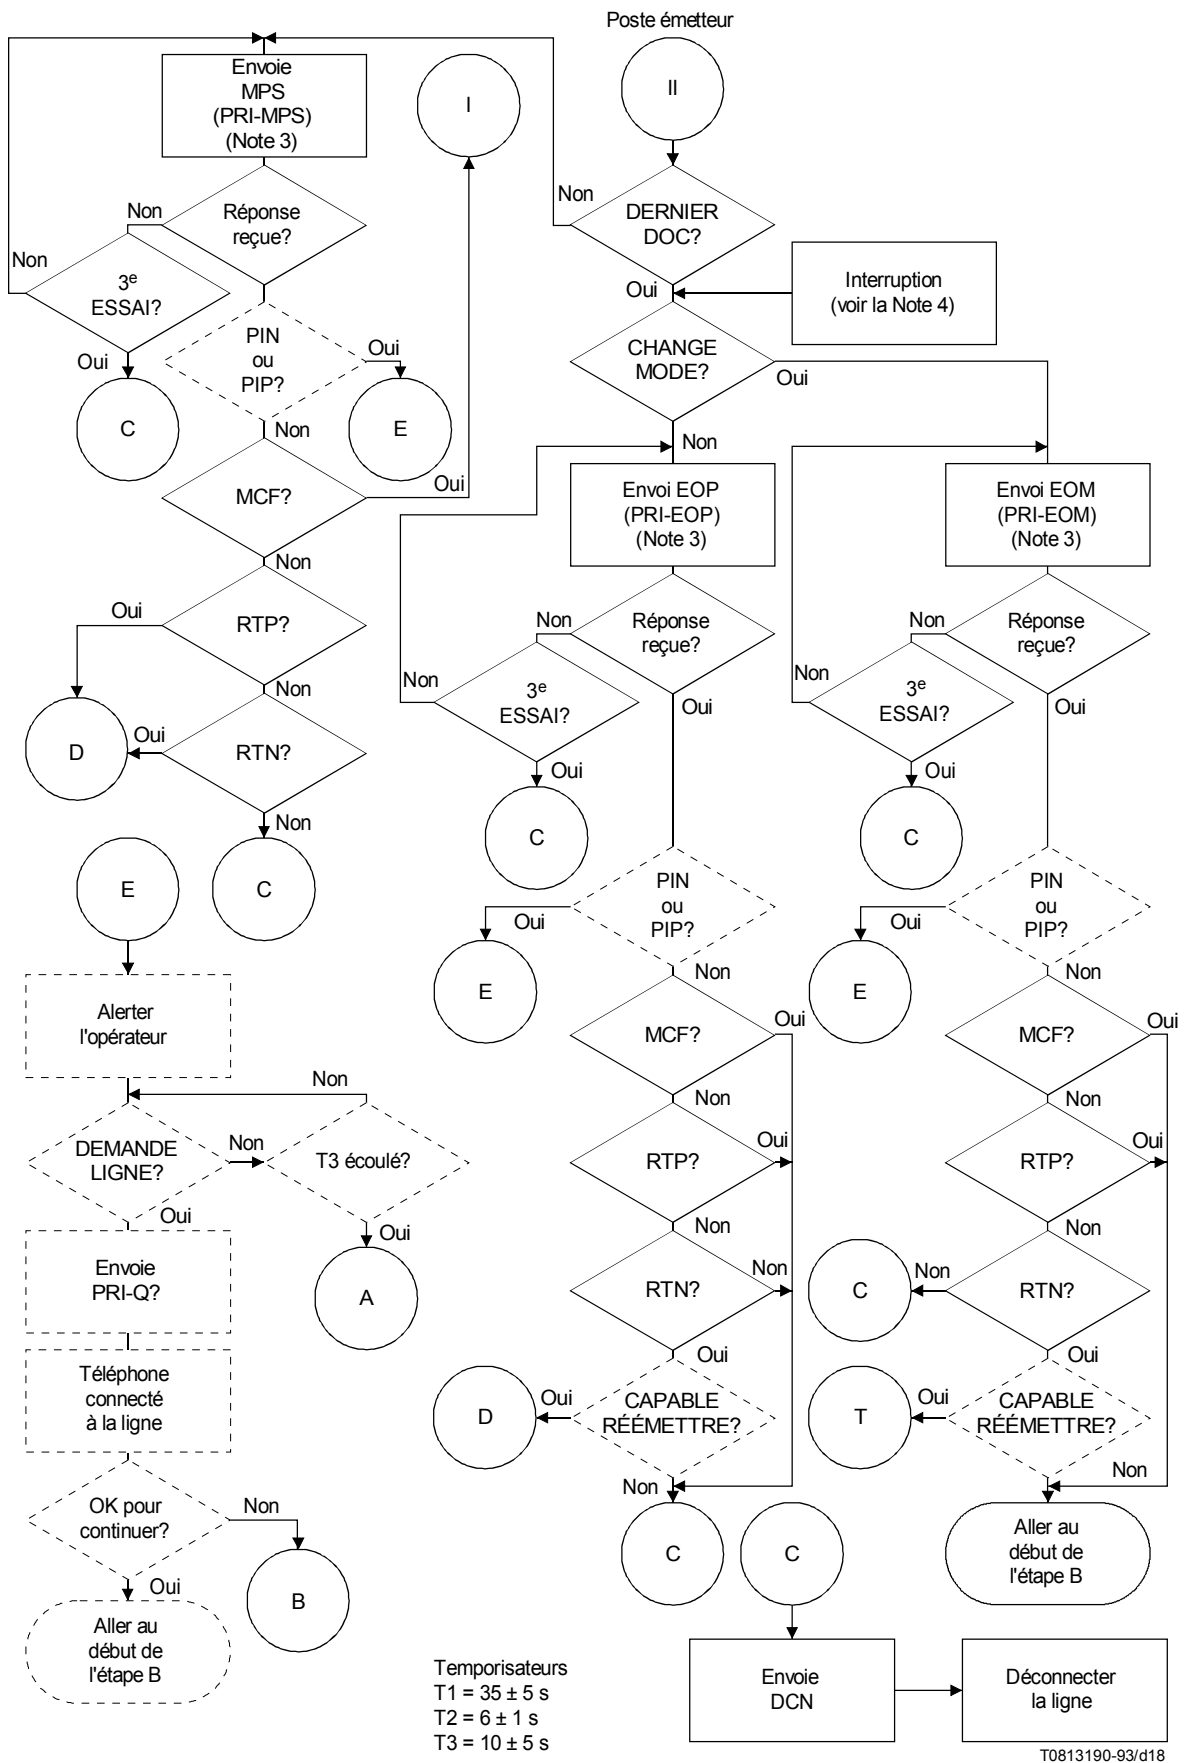 Poste émetteur
II
Envoie
MPS
(PRI-MPS)
(Note 3)
I
Non
DERNIER
DOC?
Non
Réponse
reçue?
Non
3e
ESSAI?
Oui
Interruption
(voir la Note 4)
PIN
ou
PIP?
Oui
CHANGE
MODE?
Oui
Oui
C
E
Non
Non
MCF?
Oui
Envoi EOP
(PRI-EOP)
(Note 3)
Envoi EOM
(PRI-EOM)
(Note 3)
Non
Oui
RTP?
Non
Non
Réponse
reçue?
Non
Réponse
reçue?
Non
3e
ESSAI?
Oui
Non
3e
ESSAI?
Oui
D
Oui
RTN?
Oui
Oui
Non
C
C
E
C
PIN
ou
PIP?
Oui
PIN
ou
PIP?
Oui
Non
Non
E
E
Alerter
l'opérateur
MCF?
Oui
MCF?
Oui
Non
Non
Non
DEMANDE
LIGNE?
Non
T3 écoulé?
RTP?
Oui
RTP?
Oui
Oui
Oui
Non
Non
Envoie
PRI-Q?
A
RTN?
Non
C
Non
RTN?
Oui
Oui
Téléphone
connecté
à la ligne
D
Oui
CAPABLE
RÉÉMETTRE?
T
Oui
CAPABLE
RÉÉMETTRE?
Non
Non
OK pour
continuer?
Non
C
C
Aller au
début de
l'étape B
Oui
B
Aller au
début de
l'étape B
Temporisateurs
T1 = 35 ± 5 s
T2 = 6 ± 1 s
T3 = 10 ± 5 s
Envoie
DCN
Déconnecter
la ligne
T0813190-93/d18